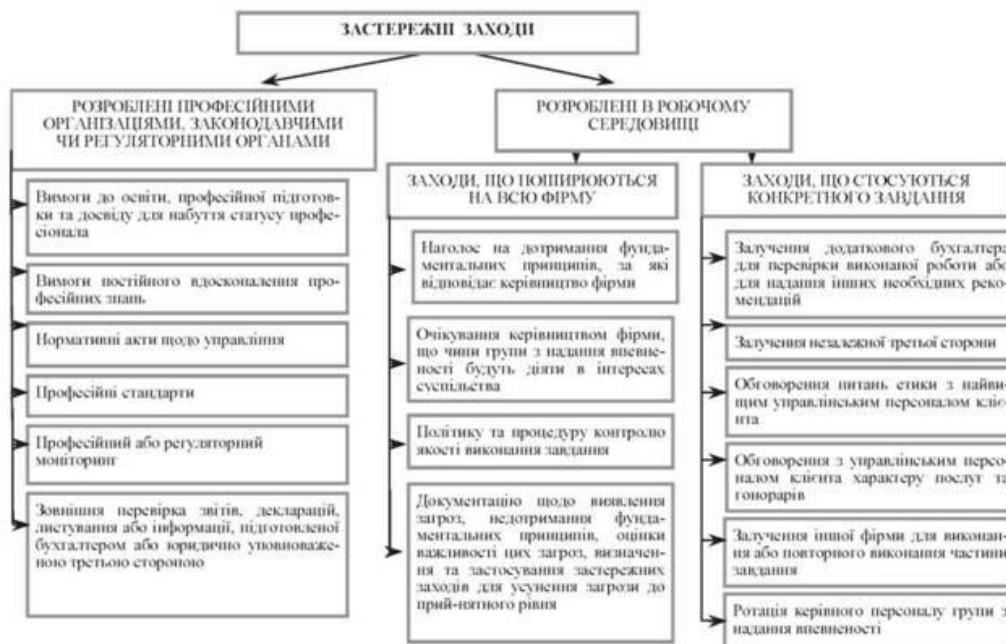 ЗАСТЕРЕЖНІ ЗАХОДИ
РОЗРОБЛЕНІ ПРОФЕСІЙНИМИ
ОРГАНІЗАЦІЯМИ, ЗАКОНОДАВЧИМИ
ЧИ РЕГУЛЯТОРНИМИ ОРГАНАМИ
Вимоги до освіти, професійної підготов-
ки та досвіду для набуття статусу профе-
сіонала
Вимоги постійного вдосконалення про-
фесійних знань
Нормативні акти щодо управління
Професійні стандарти
Професійний або регуляторний
моніторинг
Зовнішня перевірка звітів, декларацій,
листування або інформації, підготовленої
бухгалтером або юридично уповноваже-
ною третьою стороною
РОЗРОБЛЕНІ В РОБОЧОМУ
СЕРЕДОВИЩІ
ЗАХОДИ, ЩО ПОШИРЮЮТЬСЯ
НА ВСЮ ФІРМУ
Наголос на дотримання фунда-
ментальних принципів, за які
відповідає керівництво фірми
Очікування керівництвом фірми,
що чини групи з надання впевне-
ності будуть діяти в інтересах
суспільства
Політику та процедуру контролю
якості виконання завдання
Документацію щодо виявлення
загроз, недотримання фунда-
ментальних принципів, оцінки
важливості цих загроз, визначен-
ня та застосування застережних
заходів для усунення загрози до
прий-нятного рівня
ЗАХОДИ, ЩО СТОСУЮТЬСЯ
КОНКРЕТНОГО ЗАВДАННЯ
Залучення додаткового бухгалтера
для перевірки виконаної роботи або
для надання інших необхідних реко-
мендацій
Залучення незалежної третьої сторони
Обговорення питань етики з найви-
щим управлінським персоналом кліє-
нта
Обговорення з управлінським персо-
налом клієнта характеру послуг та
гонорарів
Залучення іншої фірми для виконан-
ня або повторного виконання частини
завдання
Ротація керівного персоналу групи з
надання впевненості